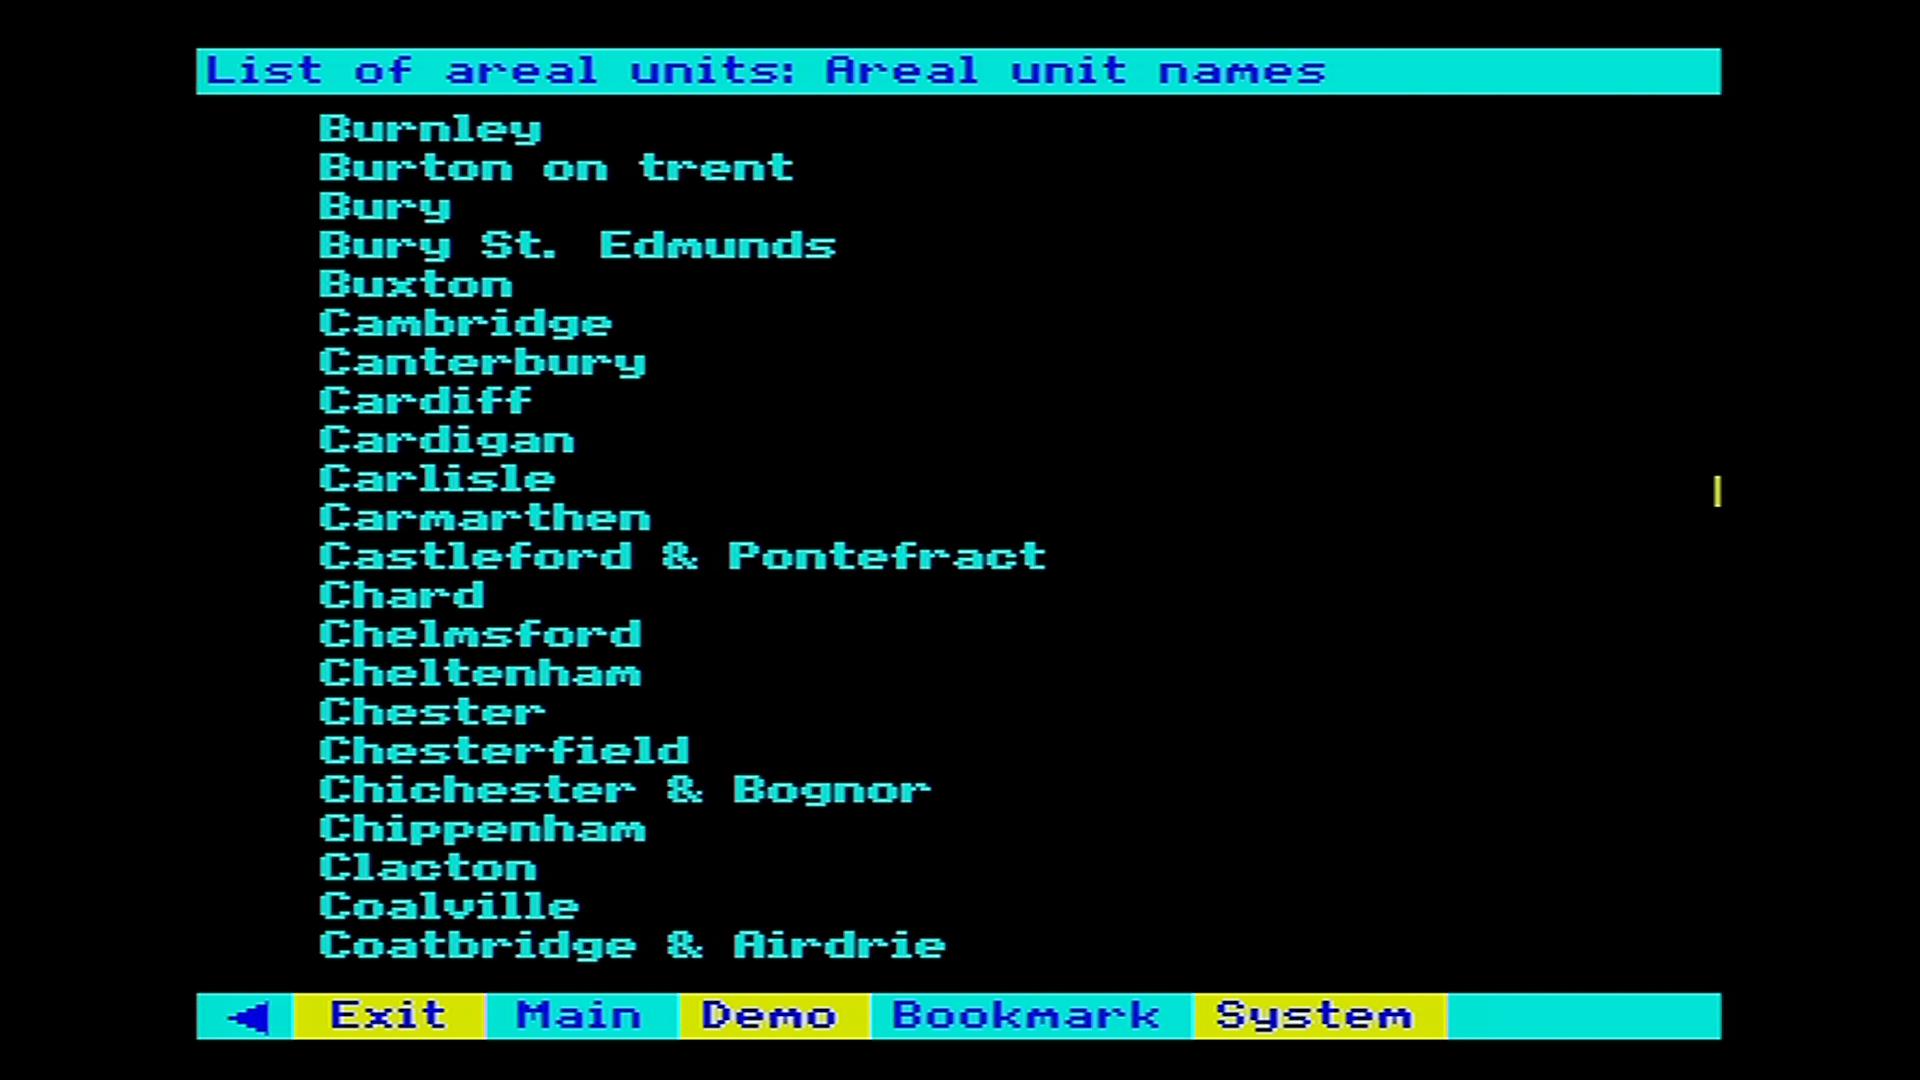 List of areal units: Areal unit names
Burnley
Burton on trent
Bury
Bury St. Edmunds
Buxton
Cambridge
Canterbury
Cardiff
Cardigan
Carlisle
Carmarthen
Castleford & Pontefract
Chard
Chelmsford
Cheltenham
Chester
Chesterfield
Chichester & Bognor
Chippenham
Clacton
Coalville
Coatbridge & Airdrie
Exit Main Demo Bookmark System